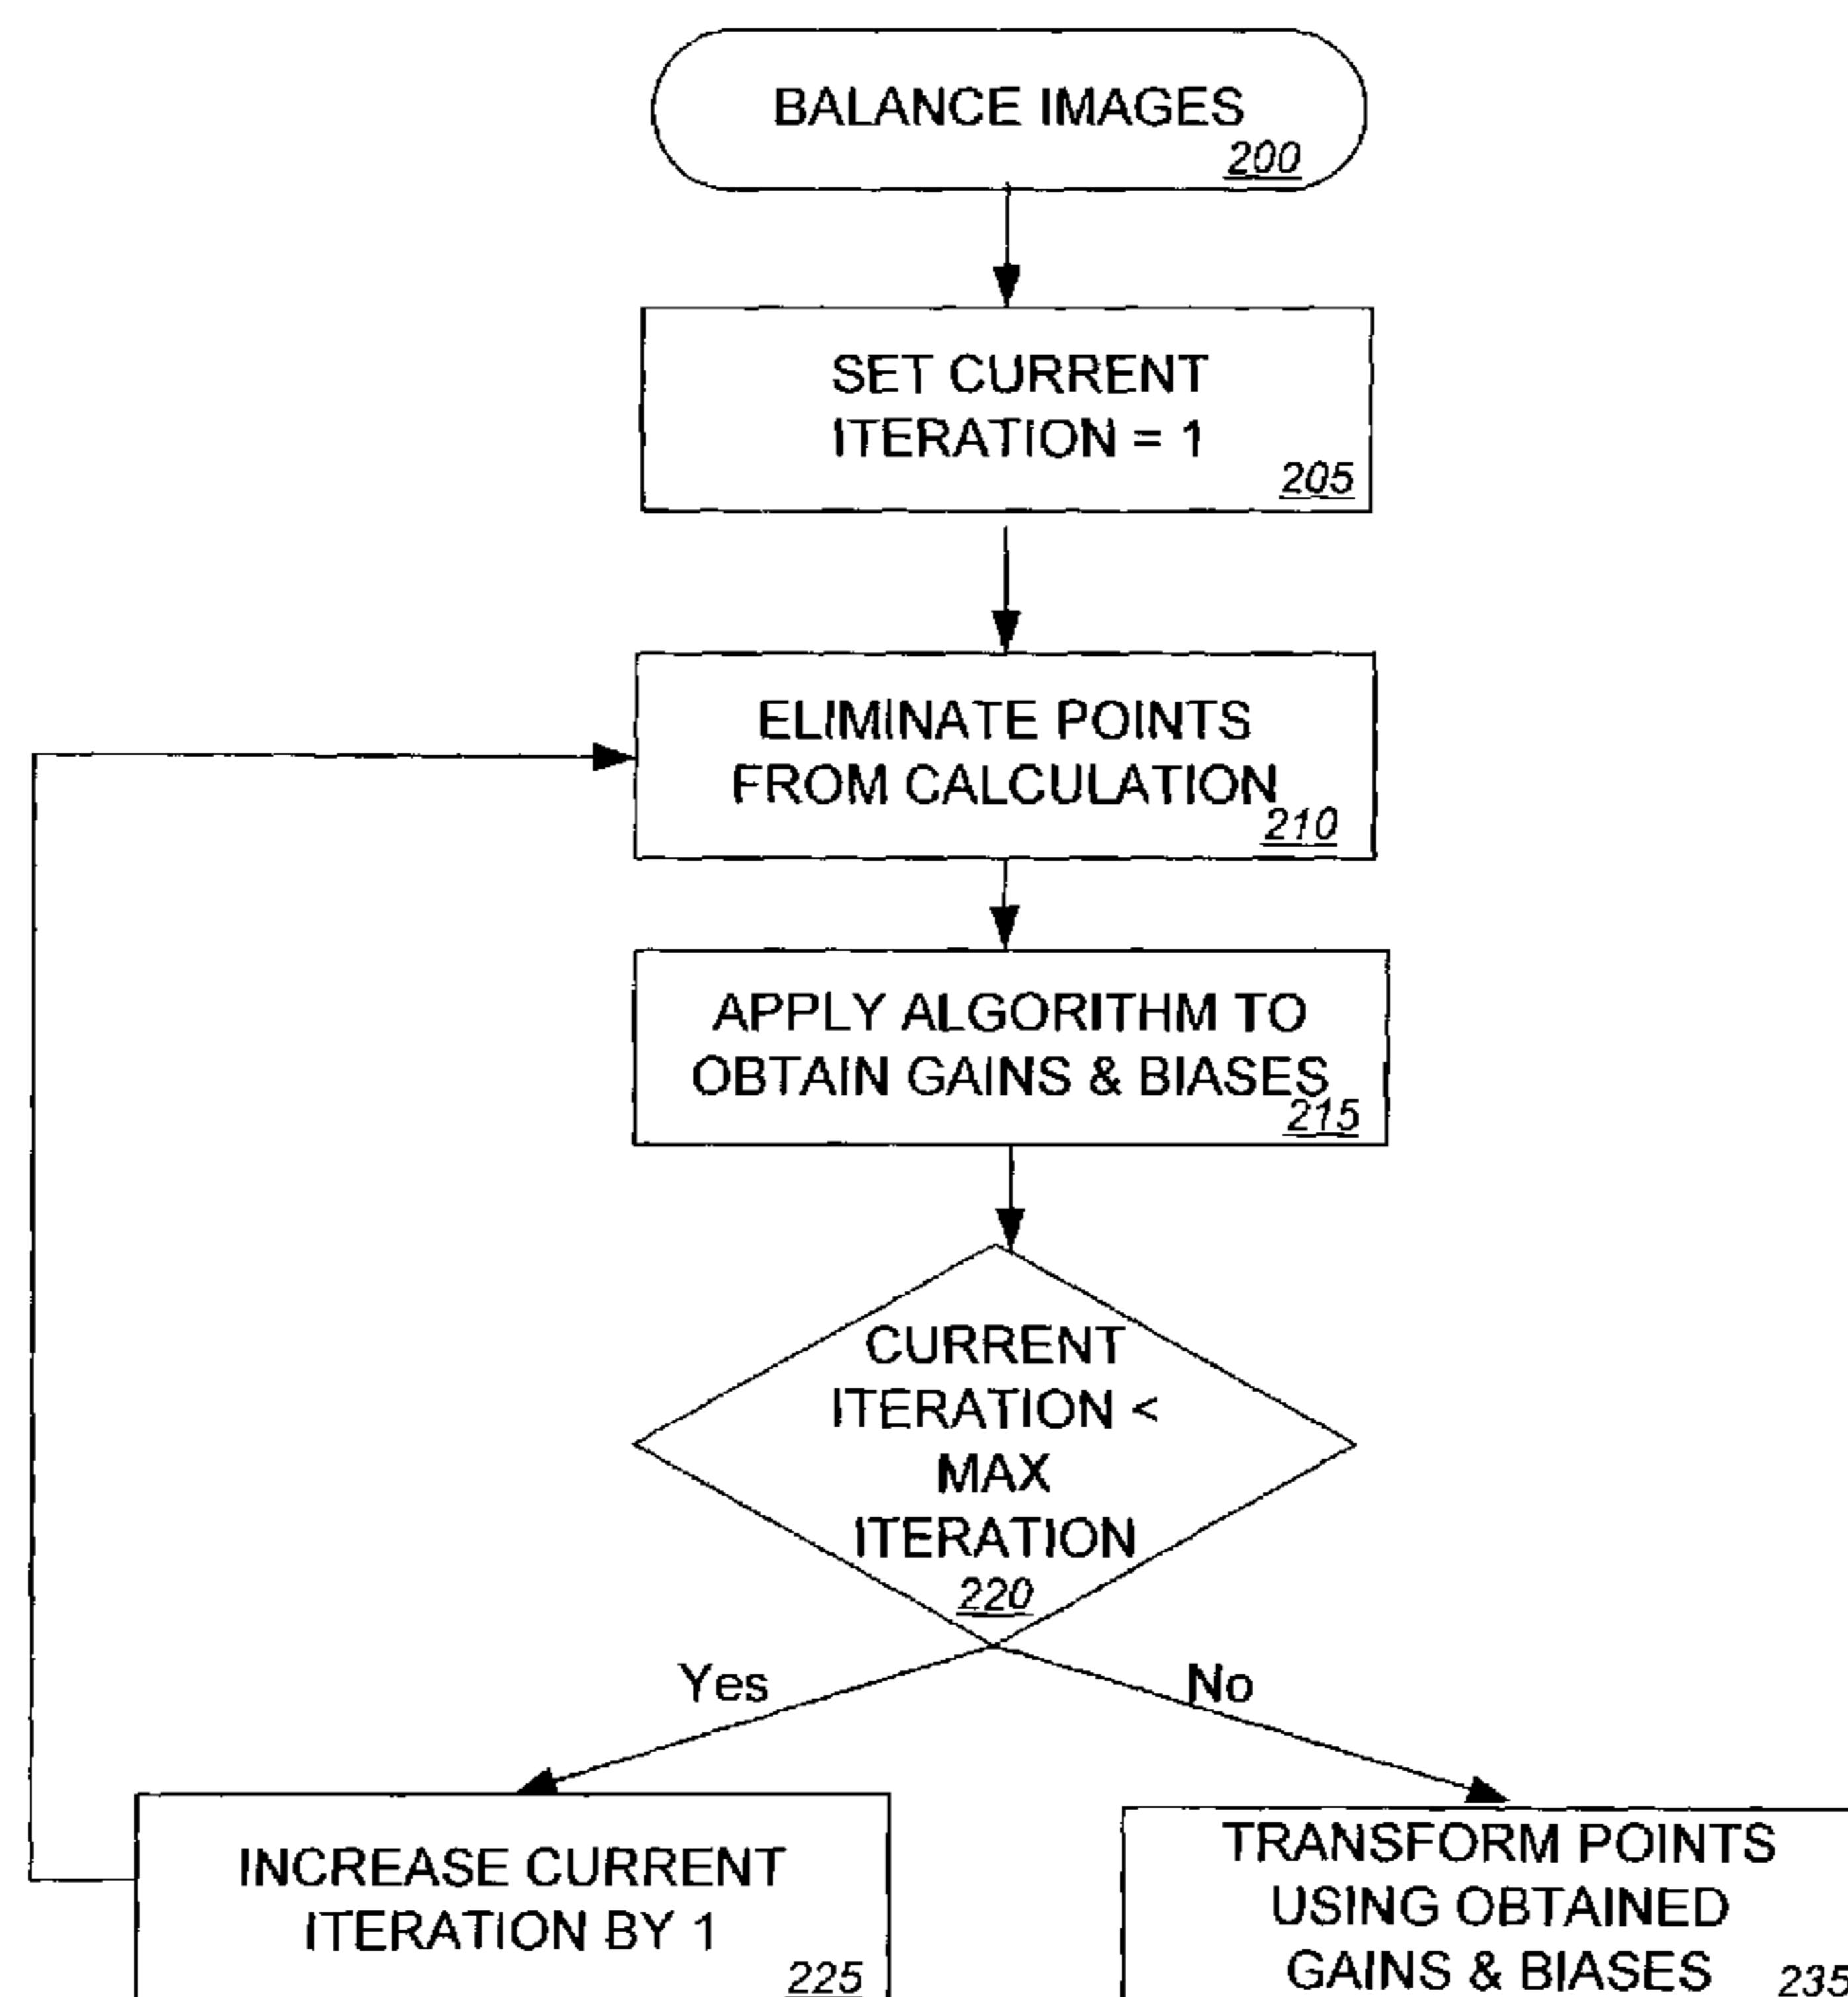 BALANCE IMAGES
200
SET CURRENT
ITERATION = 1
205
ELIMINATE POINTS
FROM CALCULATION
210
APPLY ALGORITHM TO
OBTAIN GAINS & BIASES
215
CURRENT
ITERATION <
MAX
ITERATION
220
Yes
No
INCREASE CURRENT
ITERATION BY 1
225
TRANSFORM POINTS
USING OBTAINED
GAINS & BIASES
235